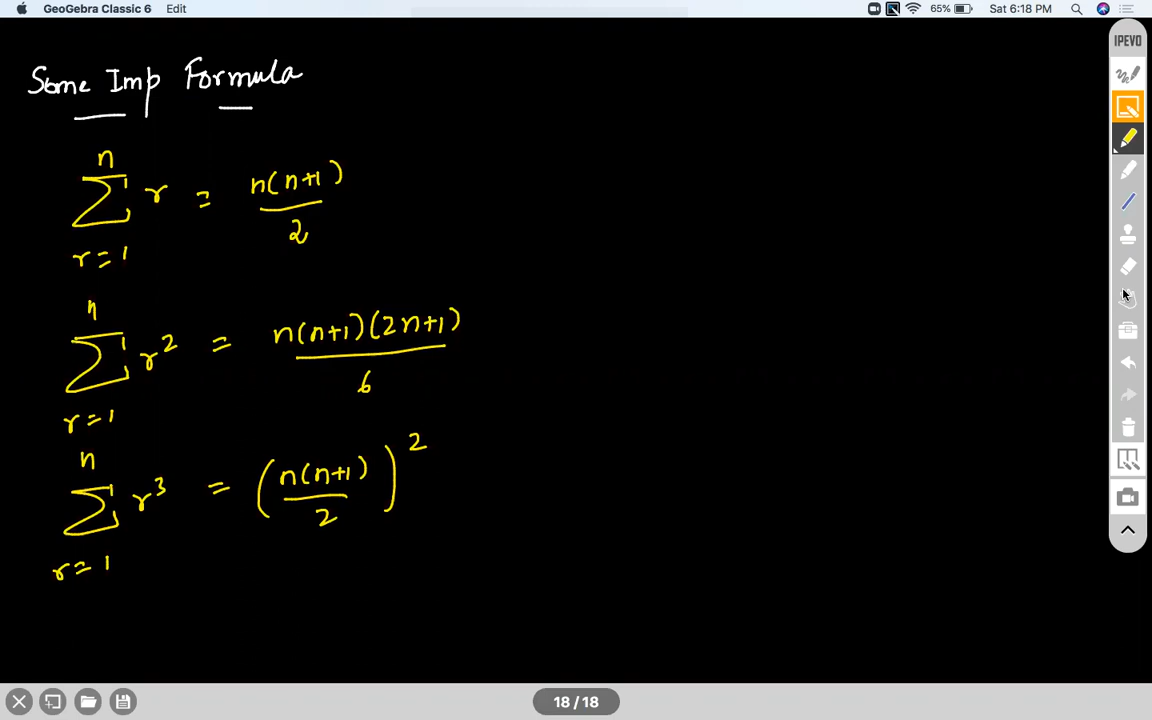 GeoGebra Classic 6 Edit 65% Sat 6:18 PM
IPEVO
Some Imp Formula
n
∑ r = n(n+1)/2
r=1
n
∑ r² = n(n+1)(2n+1)/6
r=1
n
∑ r³ = (n(n+1)/2)²
r=1
18 / 18